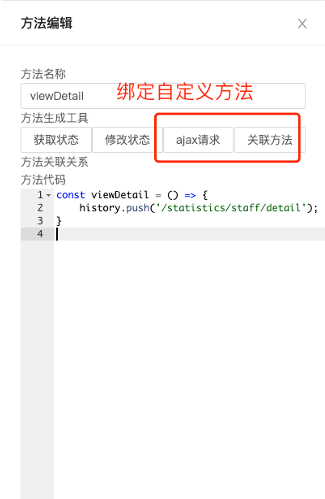 方法编辑
方法名称
viewDetail
绑定自定义方法
方法生成工具
获取状态 修改状态 ajax请求 关联方法
方法关联关系
方法代码
1 const viewDetail = () => {
2 history.push('/statistics/staff/detail');
3 }
4